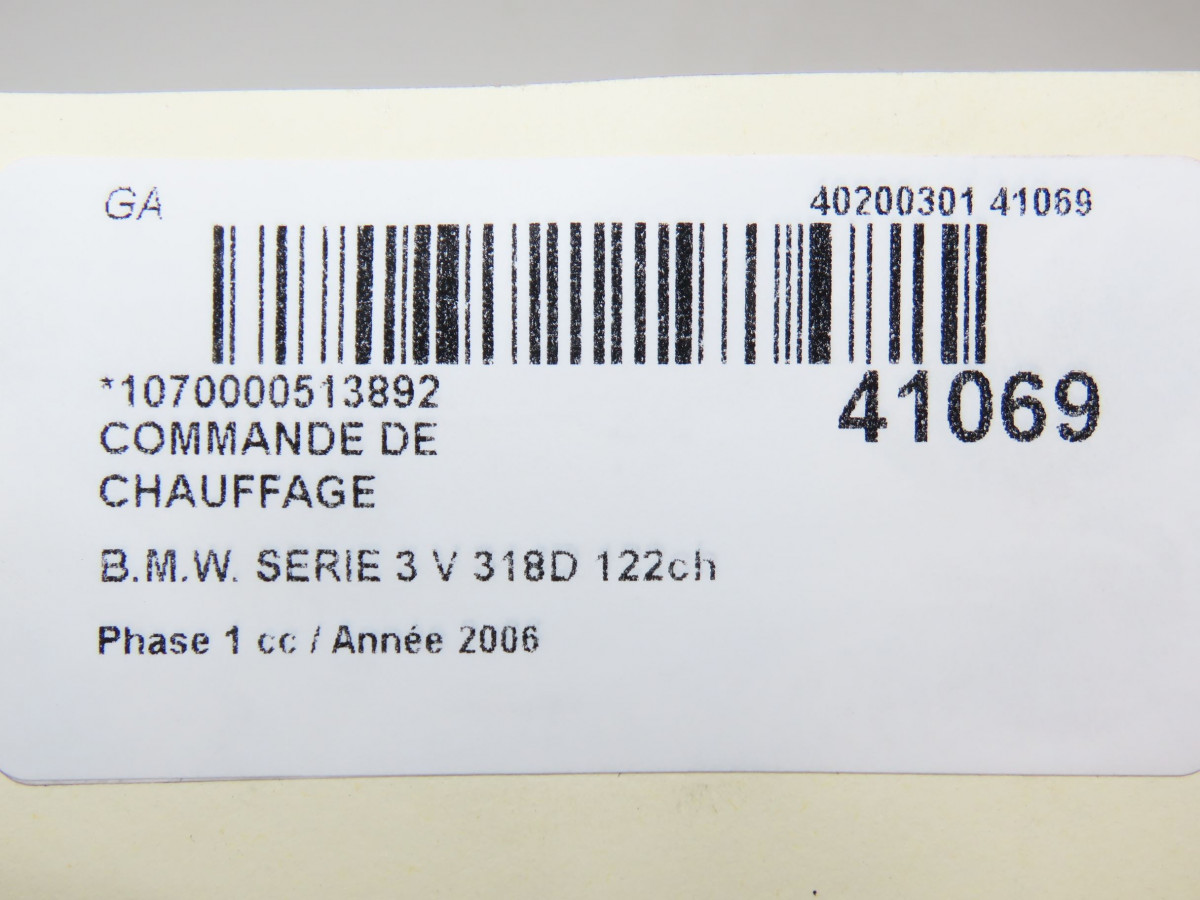 GA 40200301 41069
*1070000513892
41069
COMMANDE DE
CHAUFFAGE
B.M.W. SERIE 3 V 318D 122ch
Phase 1 cc / Année 2006